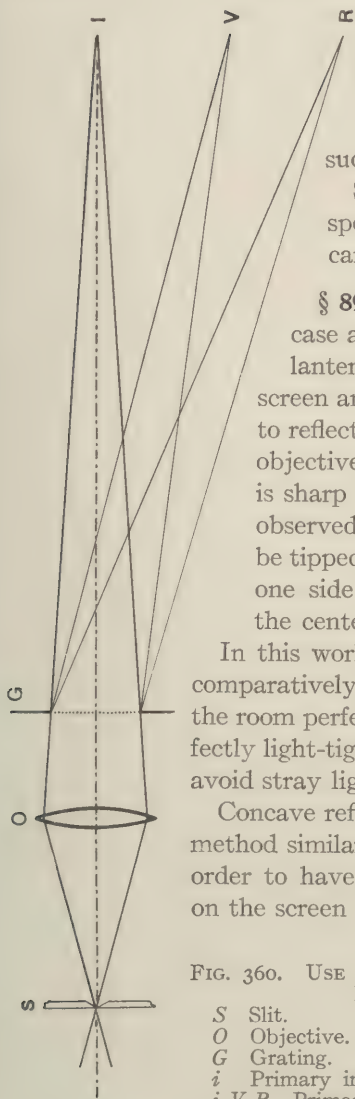 I
V
R
G
O
S
suc
S
spe
car
§ 89
case a
lanter
screen an
to reflect
objective
is sharp
observed
be tipped
one side
the cente
In this wor
comparatively
the room perfe
fectly light-tig
avoid stray lig
Concave ref
method simila
order to have
on the screen
FIG. 360. USE
S Slit.
O Objective.
G Grating.
i Primary in
i V R Prima